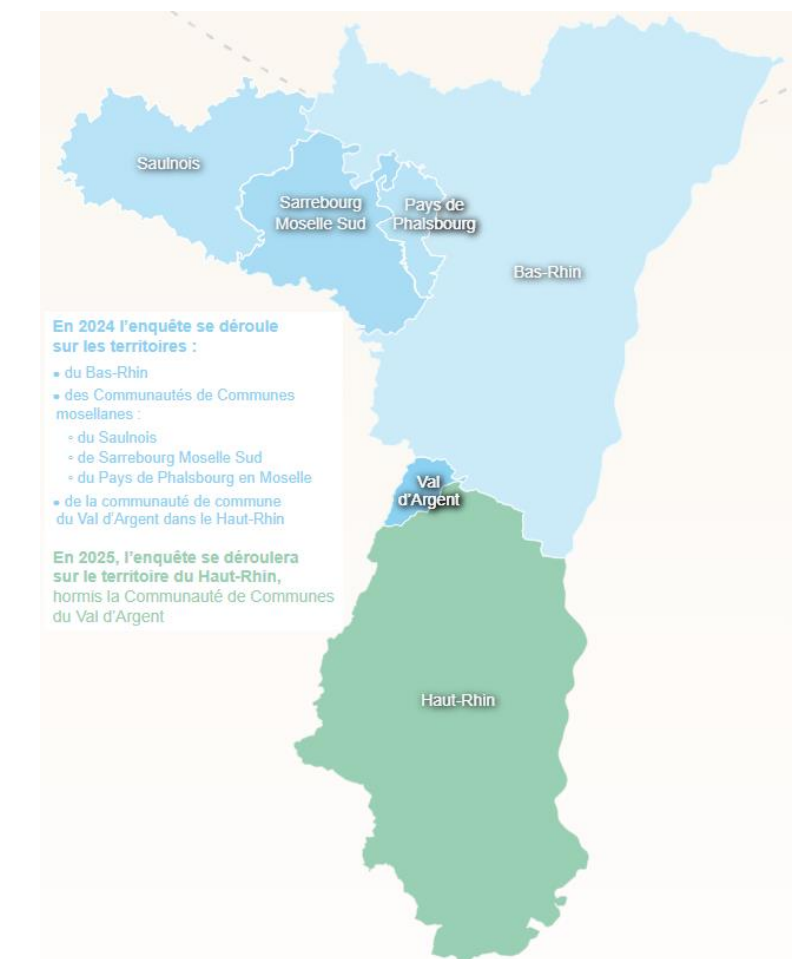 Saulnois
Sarrebourg
Moselle Sud
Pays de
Phalsbourg
Bas-Rhin
En 2024 l'enquête se déroule
sur les territoires :
• du Bas-Rhin
• des Communautés de Communes
mosellanes :
◦ du Saulnois
◦ de Sarrebourg Moselle Sud
◦ du Pays de Phalsbourg en Moselle
• de la communauté de commune
du Val d'Argent dans le Haut-Rhin
En 2025, l'enquête se déroulera
sur le territoire du Haut-Rhin,
hormis la Communauté de Communes
du Val d'Argent
Val
d'Argent
Haut-Rhin